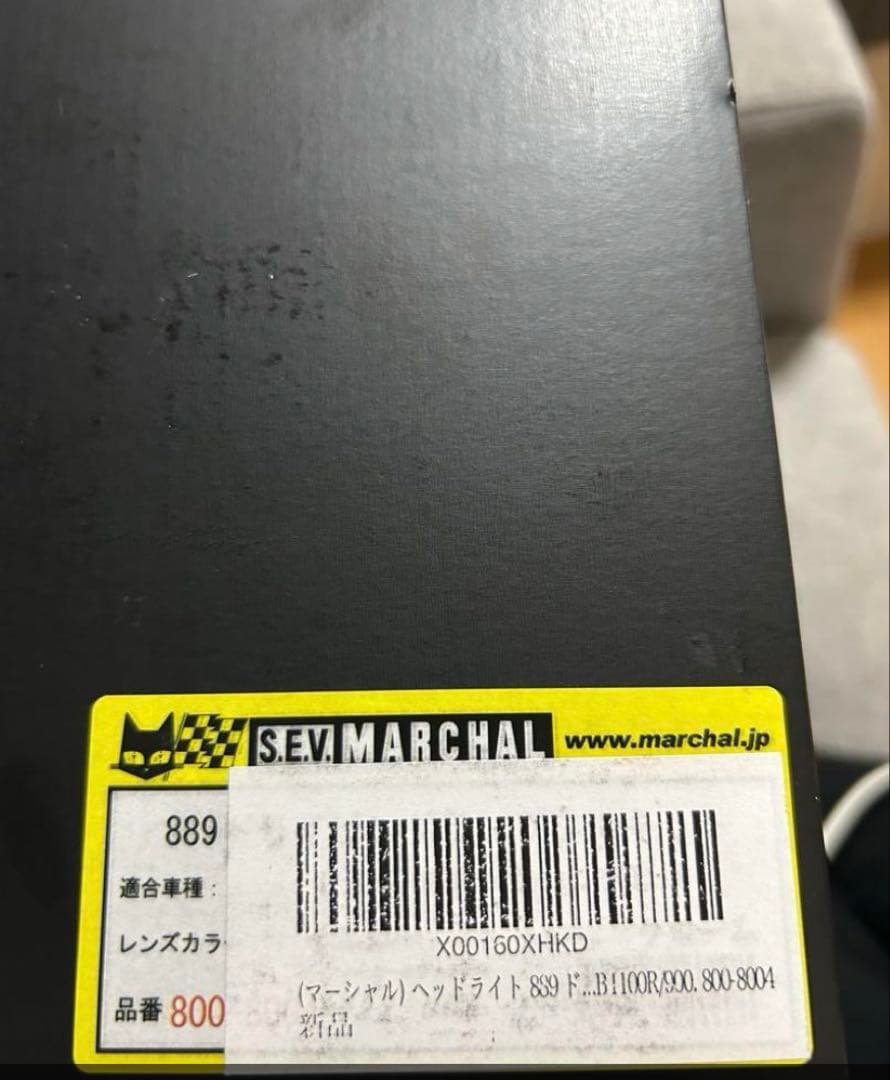 S.E.V. MARCHAL www.marchal.jp
889
適合車種：
レンズカラ
品番 800
X00160XHKD
(マーシャル) ヘッドライト 889 ド...B1100R/900. 800-8004
新品